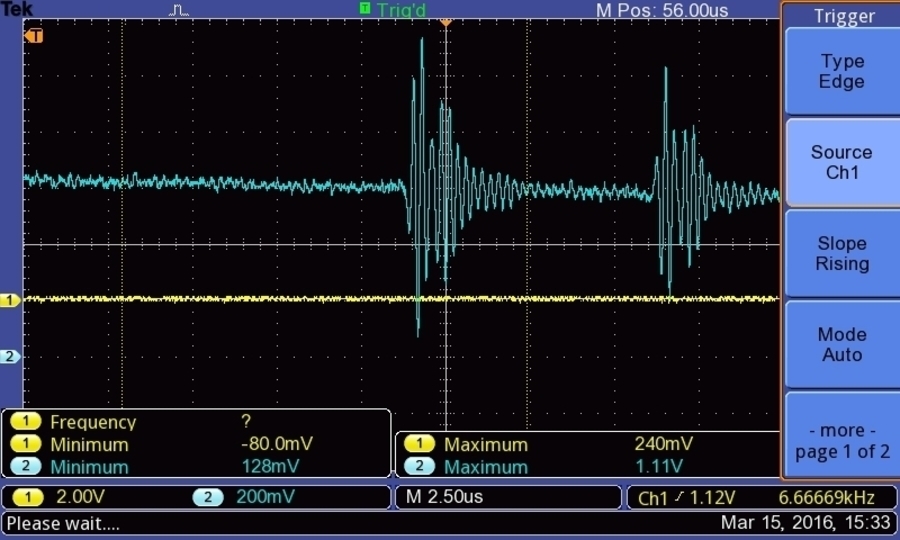 Tek
T Trig'd
M Pos: 56.00us
Trigger
T
Type
Edge
Source
Ch1
Slope
Rising
Mode
Auto
- more -
page 1 of 2
1
2
1 Frequency ?
1 Minimum -80.0mV
2 Minimum 128mV
1 Maximum 240mV
2 Maximum 1.11V
1 2.00V 2 200mV
M 2.50us
Ch1 1.12V 6.66669kHz
Please wait....
Mar 15, 2016, 15:33